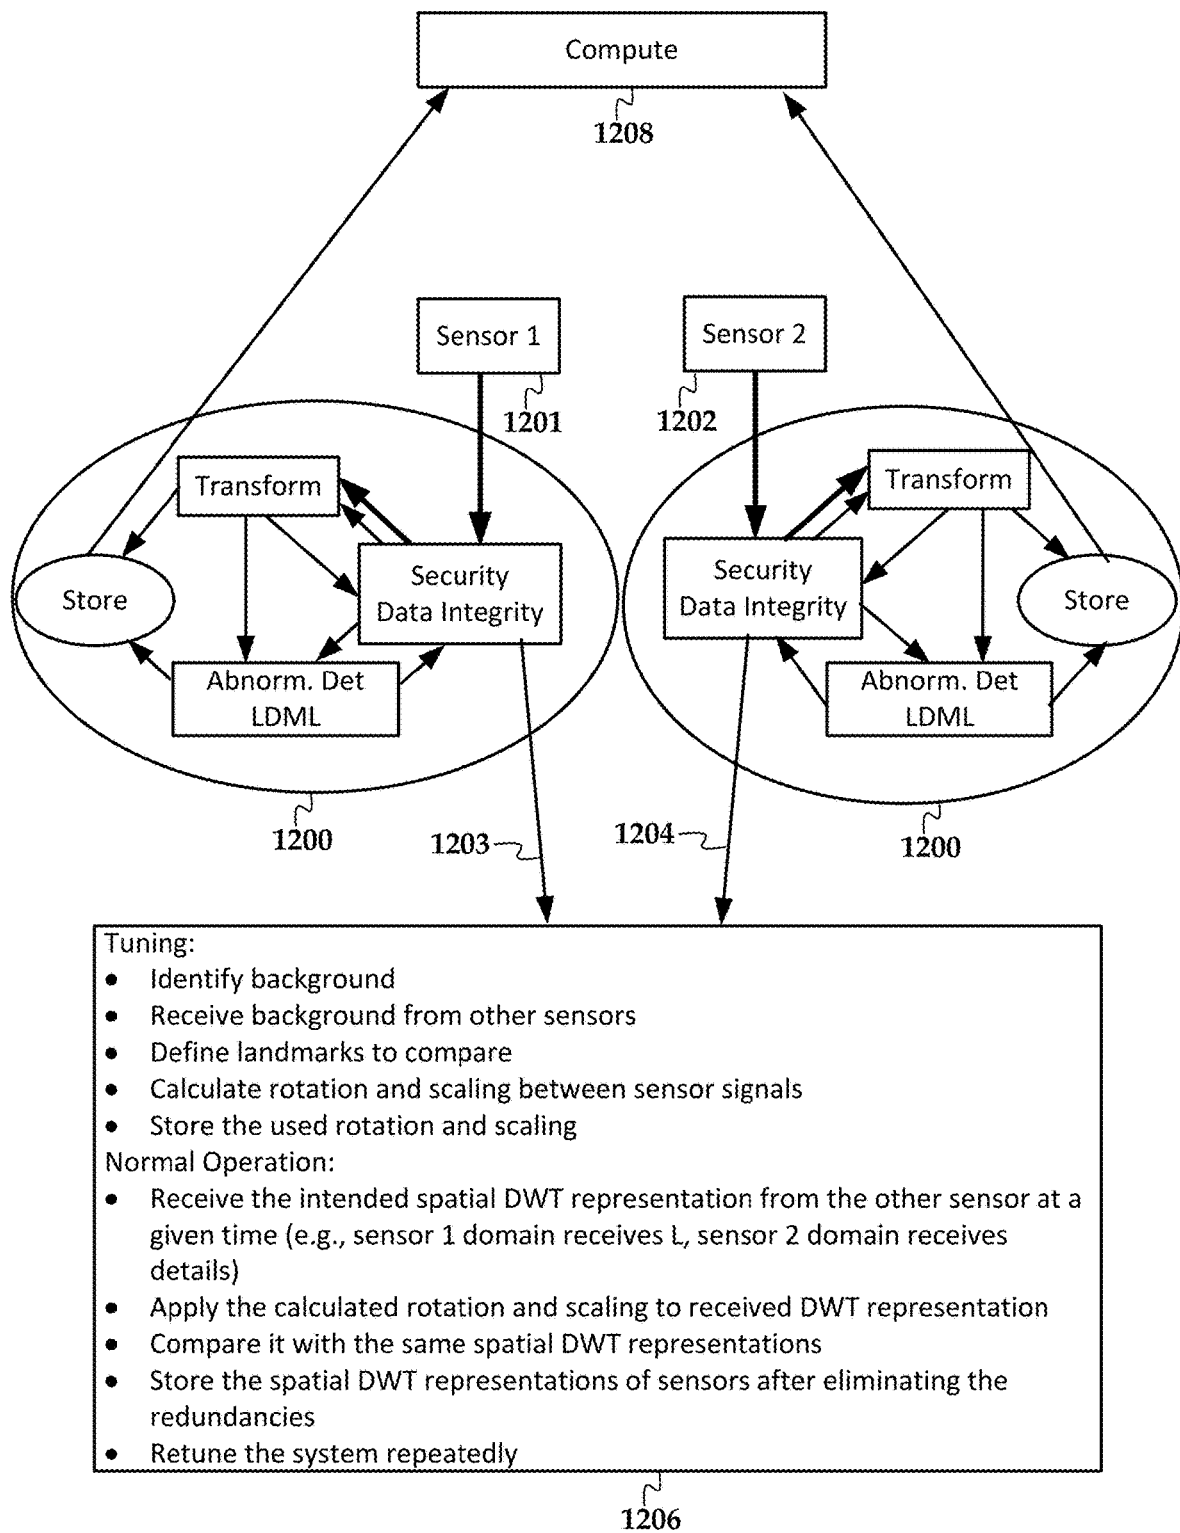 Compute
1208
Sensor 1
Sensor 2
1201
1202
Transform
Transform
Security
Data Integrity
Security
Data Integrity
Store
Store
Abnorm. Det
LDML
Abnorm. Det
LDML
1200
1203
1204
1200
Tuning:
• Identify background
• Receive background from other sensors
• Define landmarks to compare
• Calculate rotation and scaling between sensor signals
• Store the used rotation and scaling
Normal Operation:
• Receive the intended spatial DWT representation from the other sensor at a
given time (e.g., sensor 1 domain receives L, sensor 2 domain receives
details)
• Apply the calculated rotation and scaling to received DWT representation
• Compare it with the same spatial DWT representations
• Store the spatial DWT representations of sensors after eliminating the
redundancies
• Retune the system repeatedly
1206